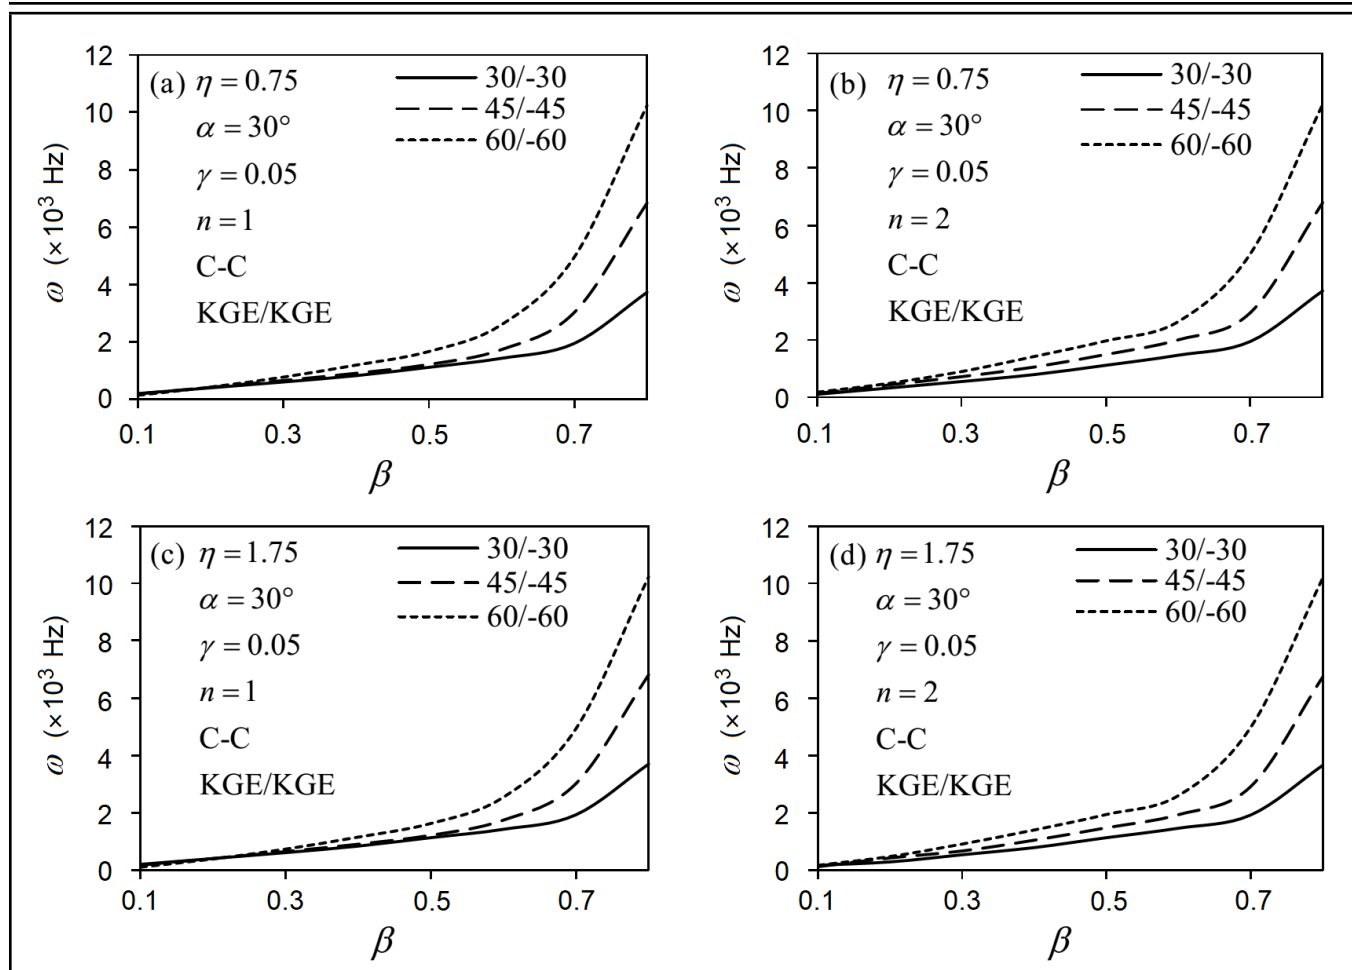 (a) η = 0.75
α = 30°
γ = 0.05
n = 1
C-C
KGE/KGE
30/-30
45/-45
60/-60
12
10
8
6
4
2
0
ω (×10³ Hz)
0.1 0.3 0.5 0.7
β
(b) η = 0.75
α = 30°
γ = 0.05
n = 2
C-C
KGE/KGE
30/-30
45/-45
60/-60
12
10
8
6
4
2
0
ω (×10³ Hz)
0.1 0.3 0.5 0.7
β
(c) η = 1.75
α = 30°
γ = 0.05
n = 1
C-C
KGE/KGE
30/-30
45/-45
60/-60
12
10
8
6
4
2
0
ω (×10³ Hz)
0.1 0.3 0.5 0.7
β
(d) η = 1.75
α = 30°
γ = 0.05
n = 2
C-C
KGE/KGE
30/-30
45/-45
60/-60
12
10
8
6
4
2
0
ω (×10³ Hz)
0.1 0.3 0.5 0.7
β